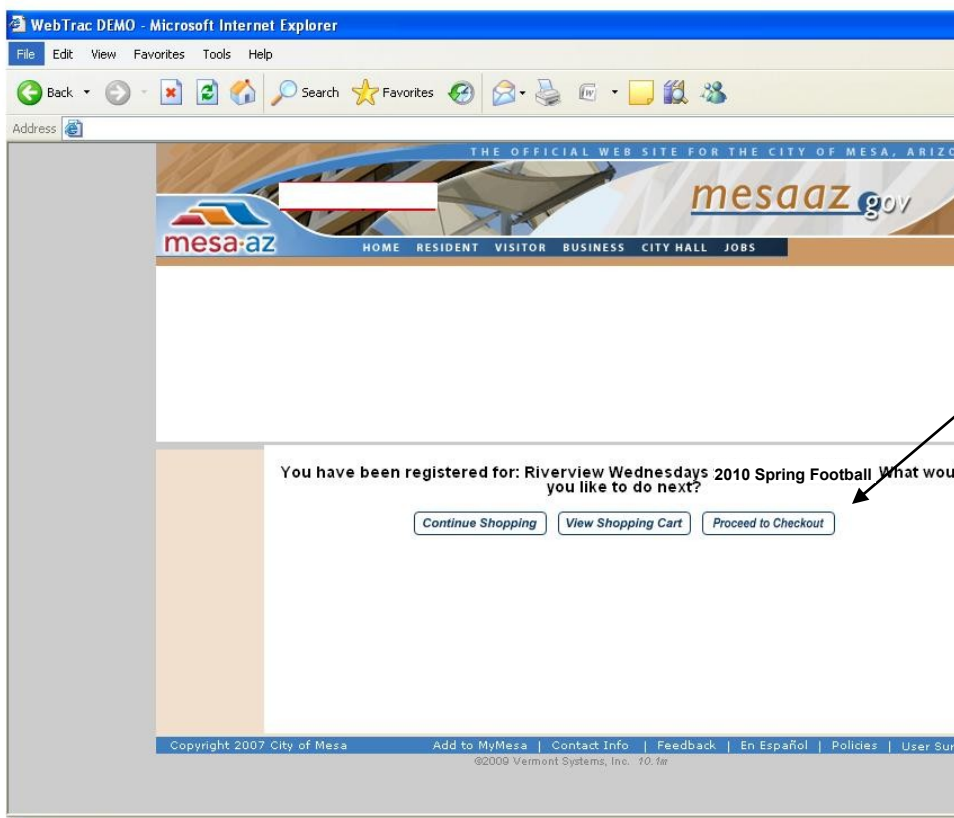 WebTrac DEMO - Microsoft Internet Explorer
File Edit View Favorites Tools Help
Back Search Favorites
Address
THE OFFICIAL WEB SITE FOR THE CITY OF MESA, ARIZO
mesaaz gov
mesa·az
HOME RESIDENT VISITOR BUSINESS CITY HALL JOBS
You have been registered for: Riverview Wednesdays 2010 Spring Football What wou
you like to do next?
Continue Shopping View Shopping Cart Proceed to Checkout
Copyright 2007 City of Mesa Add to MyMesa | Contact Info | Feedback | En Español | Policies | User Sur
©2009 Vermont Systems, Inc. 10.1w